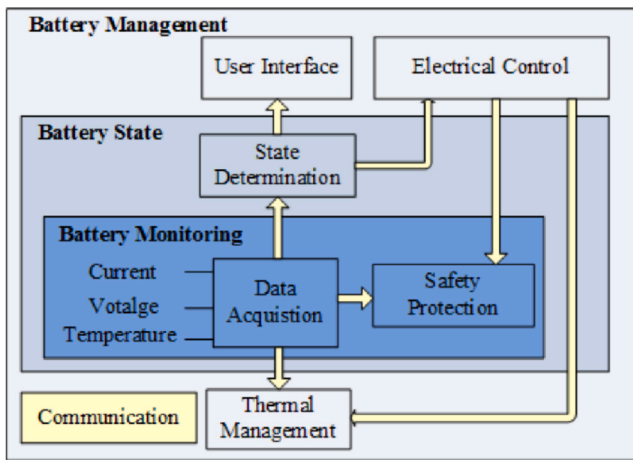 Battery Management
User Interface
Electrical Control
Battery State
State
Determination
Battery Monitoring
Current
Votalge
Temperature
Data
Acquistion
Safety
Protection
Communication
Thermal
Management